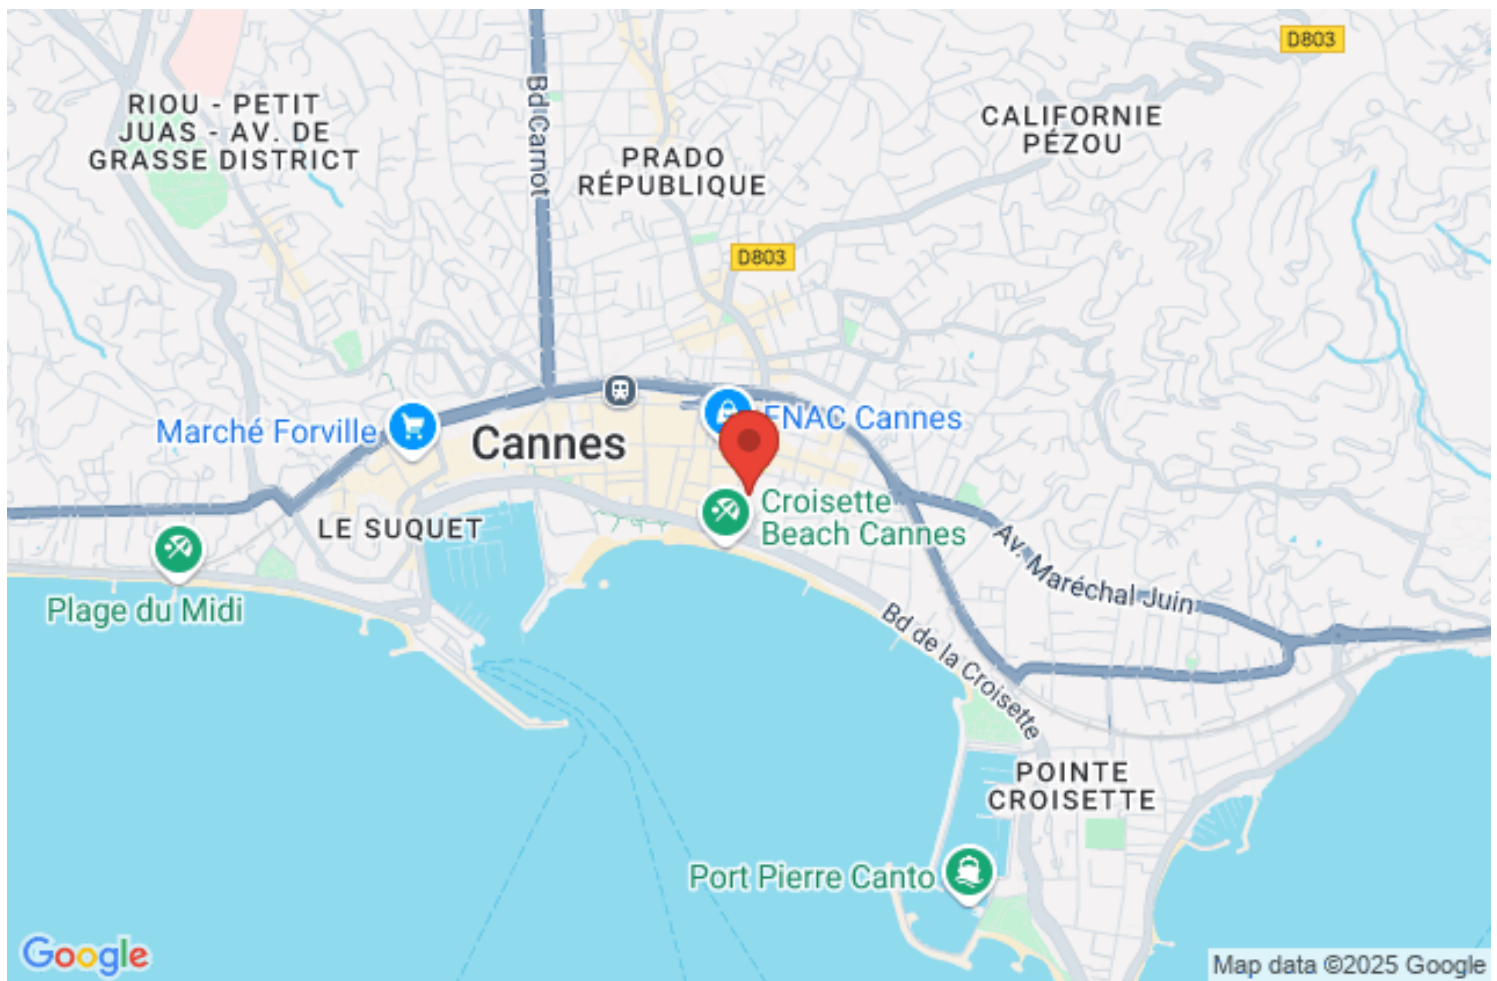 D803
RIOU - PETIT
JUAS - AV. DE
GRASSE DISTRICT
Bd Carnot
CALIFORNIE
PÉZOU
PRADO
RÉPUBLIQUE
D803
Marché Forville
Cannes
FNAC Cannes
LE SUQUET
Croisette
Beach Cannes
Plage du Midi
Av. Maréchal Juin
Bd de la Croisette
POINTE
CROISETTE
Port Pierre Canto
Google
Map data ©2025 Google